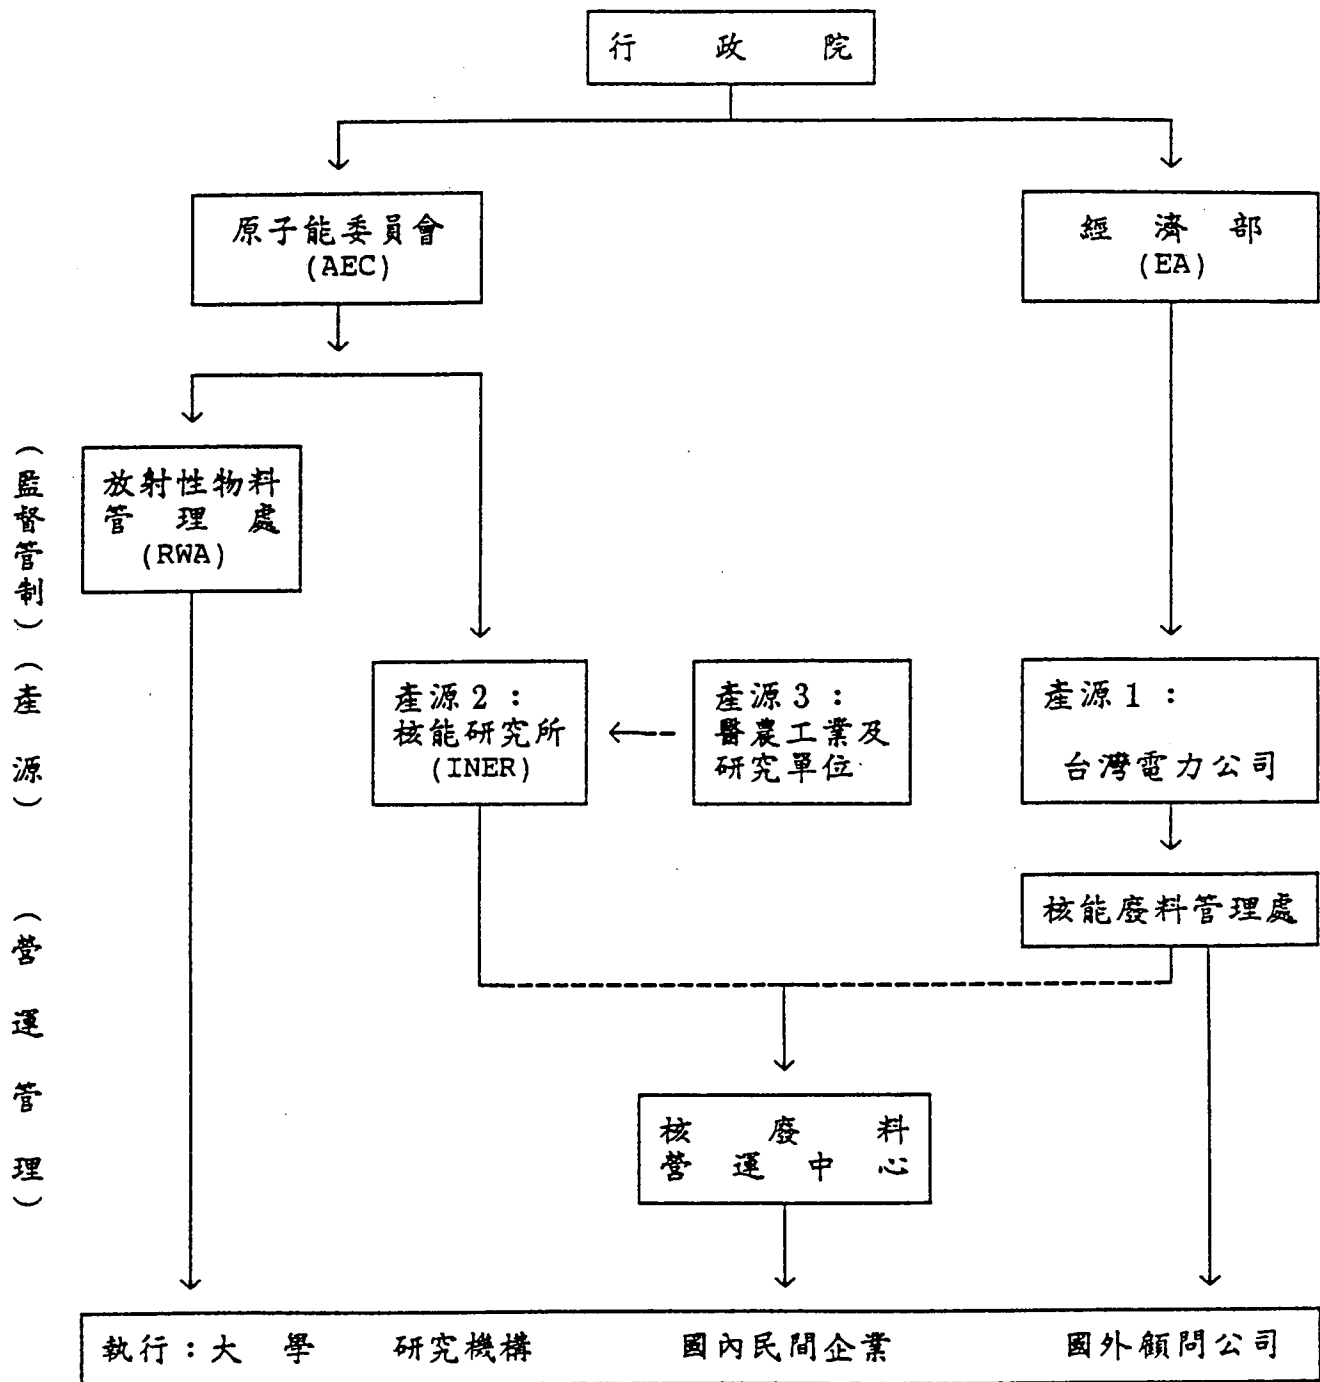 行政院
原子能委員會
(AEC)
經濟部
(EA)
(監督管制)
放射性物料
管理處
(RWA)
(產源)
產源2:
核能研究所
(INER)
產源3:
醫農工業及
研究單位
產源1:
台灣電力公司
核能廢料管理處
(營運管理)
核廢料
營運中心
執行:大學 研究機構 國內民間企業 國外顧問公司